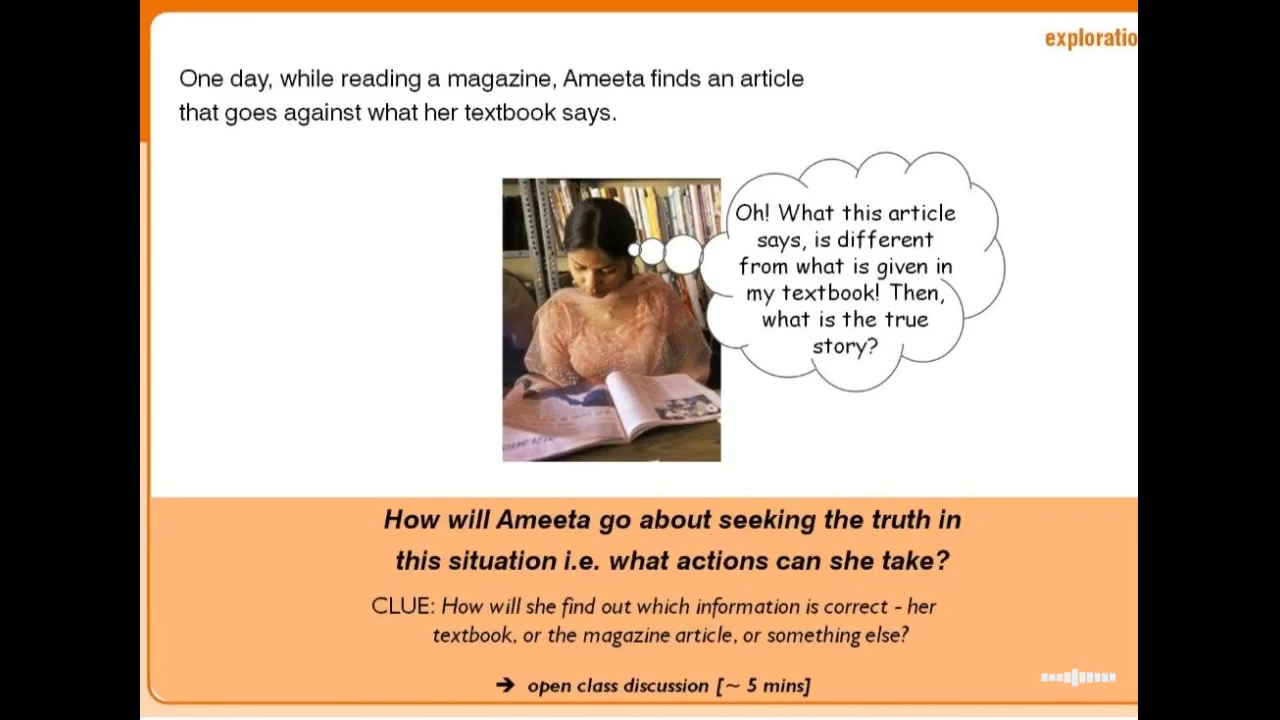 exploratio
One day, while reading a magazine, Ameeta finds an article
that goes against what her textbook says.
Oh! What this article
says, is different
from what is given in
my textbook! Then,
what is the true
story?
How will Ameeta go about seeking the truth in
this situation i.e. what actions can she take?
CLUE: How will she find out which information is correct - her
textbook, or the magazine article, or something else?
➔ open class discussion [~ 5 mins]